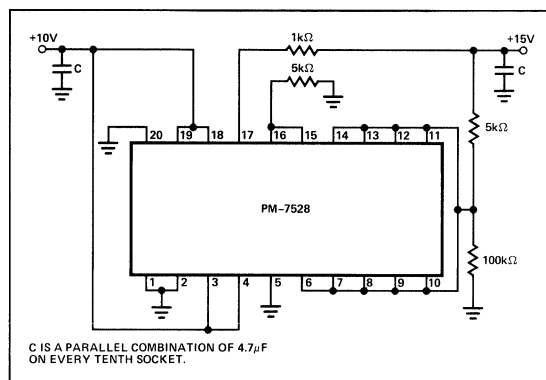 +10V
1kΩ
+15V
C
5kΩ
C
20 19 18 17 16 15 14 13 12 11
5kΩ
PM-7528
100kΩ
1 2 3 4 5 6 7 8 9 10
C IS A PARALLEL COMBINATION OF 4.7μF
ON EVERY TENTH SOCKET.